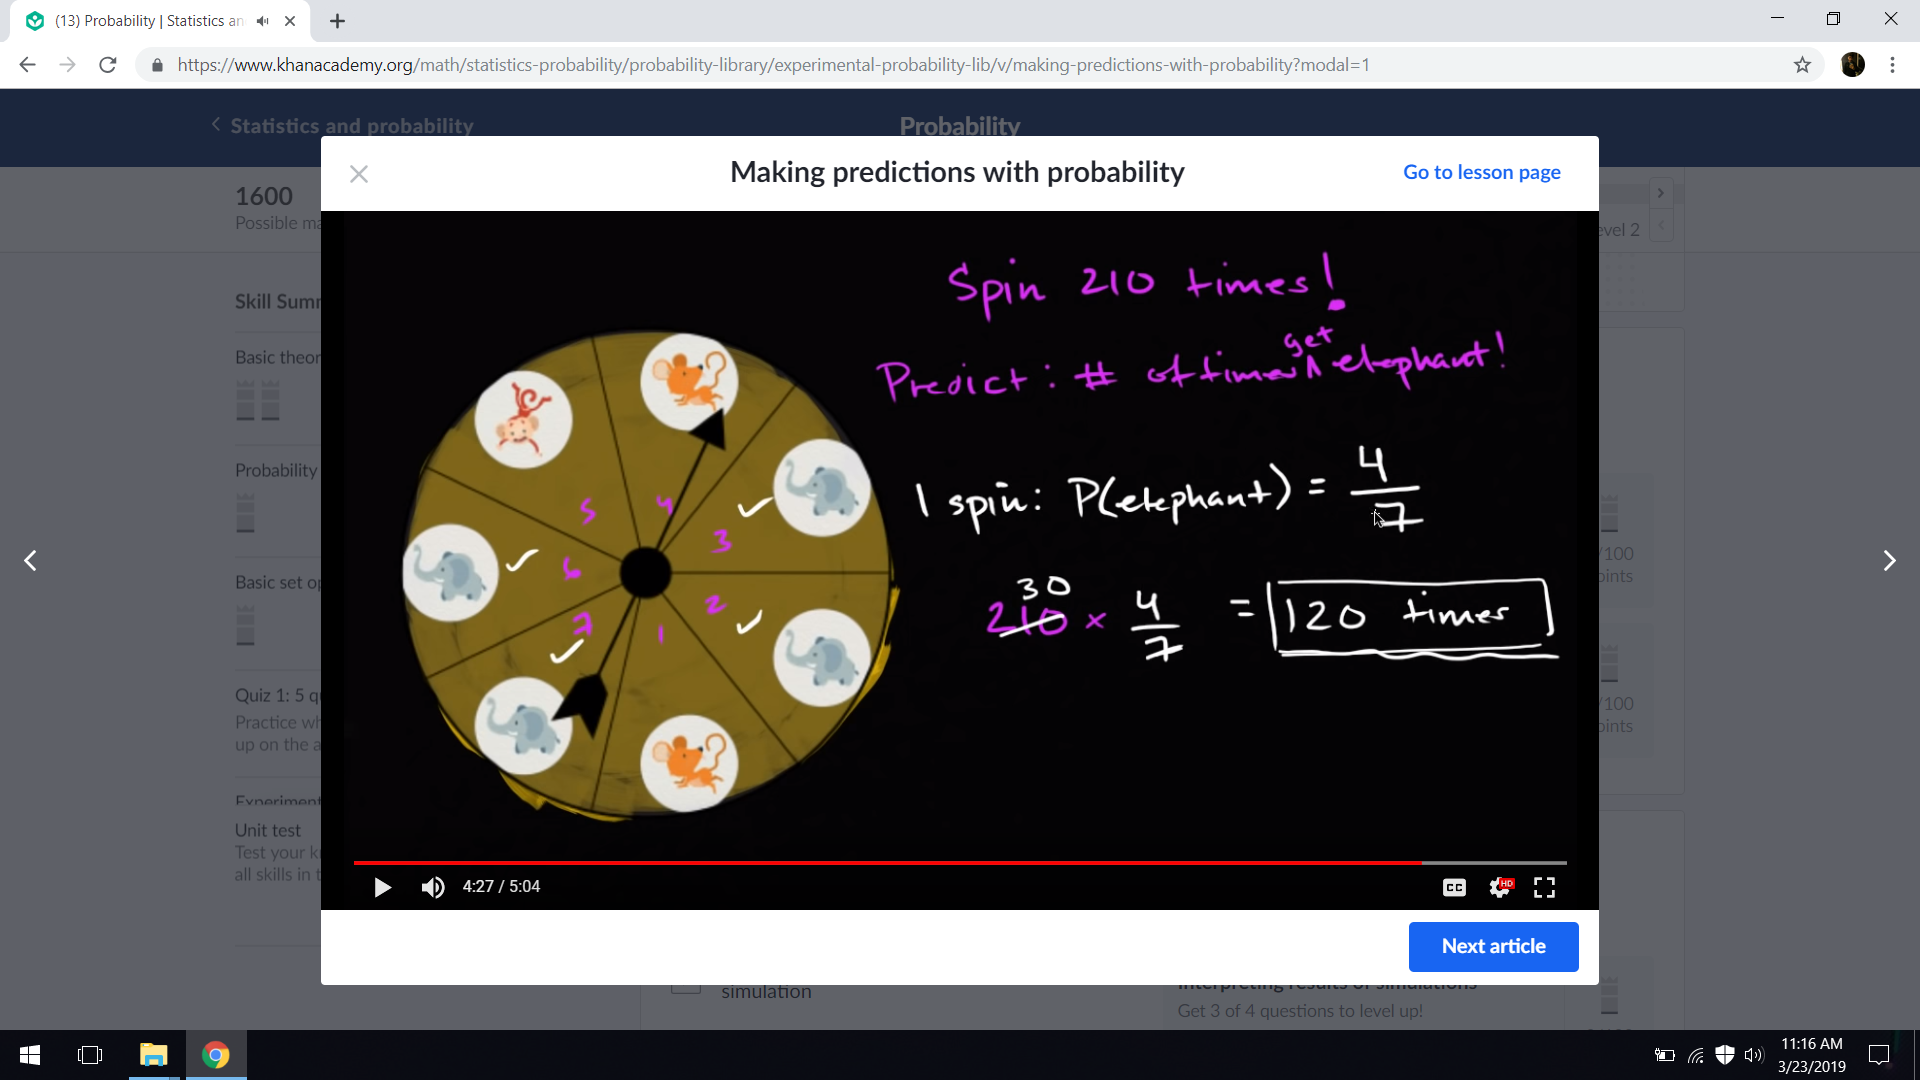 (13) Probability | Statistics an
https://www.khanacademy.org/math/statistics-probability/probability-library/experimental-probability-lib/v/making-predictions-with-probability?modal=1
Statistics and probability
Probability
Making predictions with probability
Go to lesson page
1600
Possible ma
evel 2
Skill Summ
Basic theor
Probability
Basic set op
Quiz 1: 5 q
Practice wh
up on the a
Experiment
Unit test
Test your k
all skills in t
Spin 210 times!
get
Predict: # of times ^ elephant!
1 spin: P(elephant) = 4/7
30
210 × 4/7 = 120 times
5 4
3
6
2
7
1
/100
oints
/100
oints
4:27 / 5:04
CC
HD
Next article
simulation
Interpreting results of simulations
Get 3 of 4 questions to level up!
11:16 AM
3/23/2019